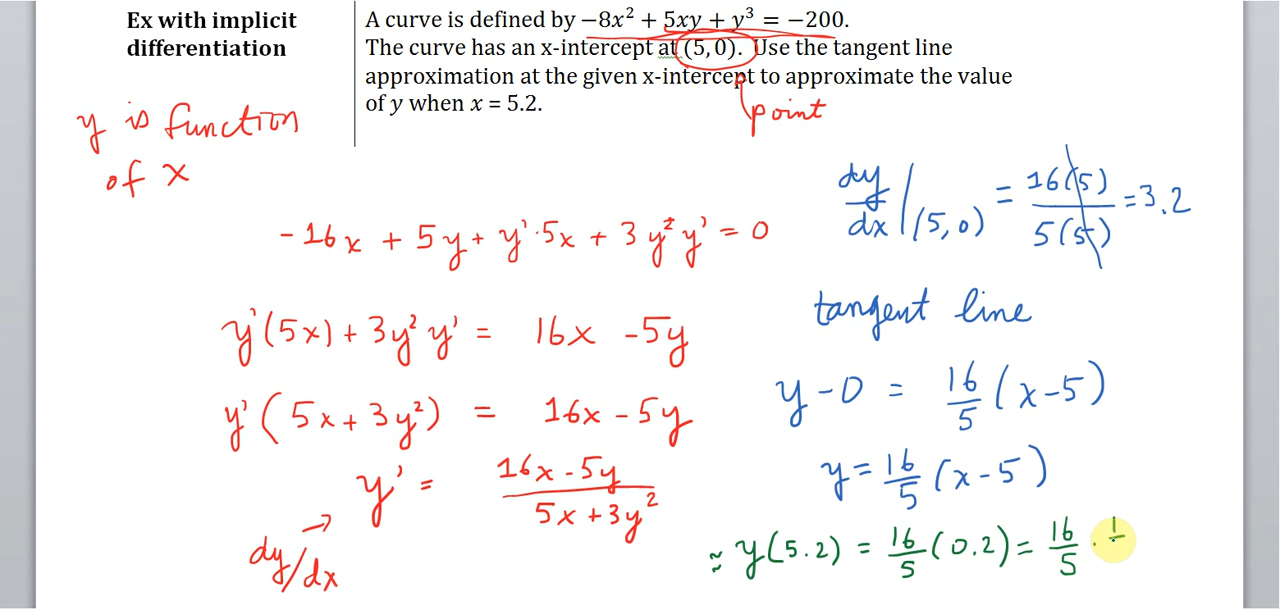 Ex with implicit
differentiation
A curve is defined by −8x² + 5xy + y³ = −200.
The curve has an x-intercept at (5,0). Use the tangent line
approximation at the given x-intercept to approximate the value
of y when x = 5.2.
point
y is function
of x
-16x + 5y + y'·5x + 3y²y' = 0
y'(5x) + 3y² y' = 16x - 5y
y'(5x + 3y²) = 16x - 5y
y' = (16x - 5y)/(5x + 3y²)
→
dy/dx
dy/dx|(5,0) = 16(5)/5(5) = 3.2
tangent line
y - 0 = 16/5 (x - 5)
y = 16/5 (x - 5)
≈ y(5.2) = 16/5 (0.2) = 16/5 · 1